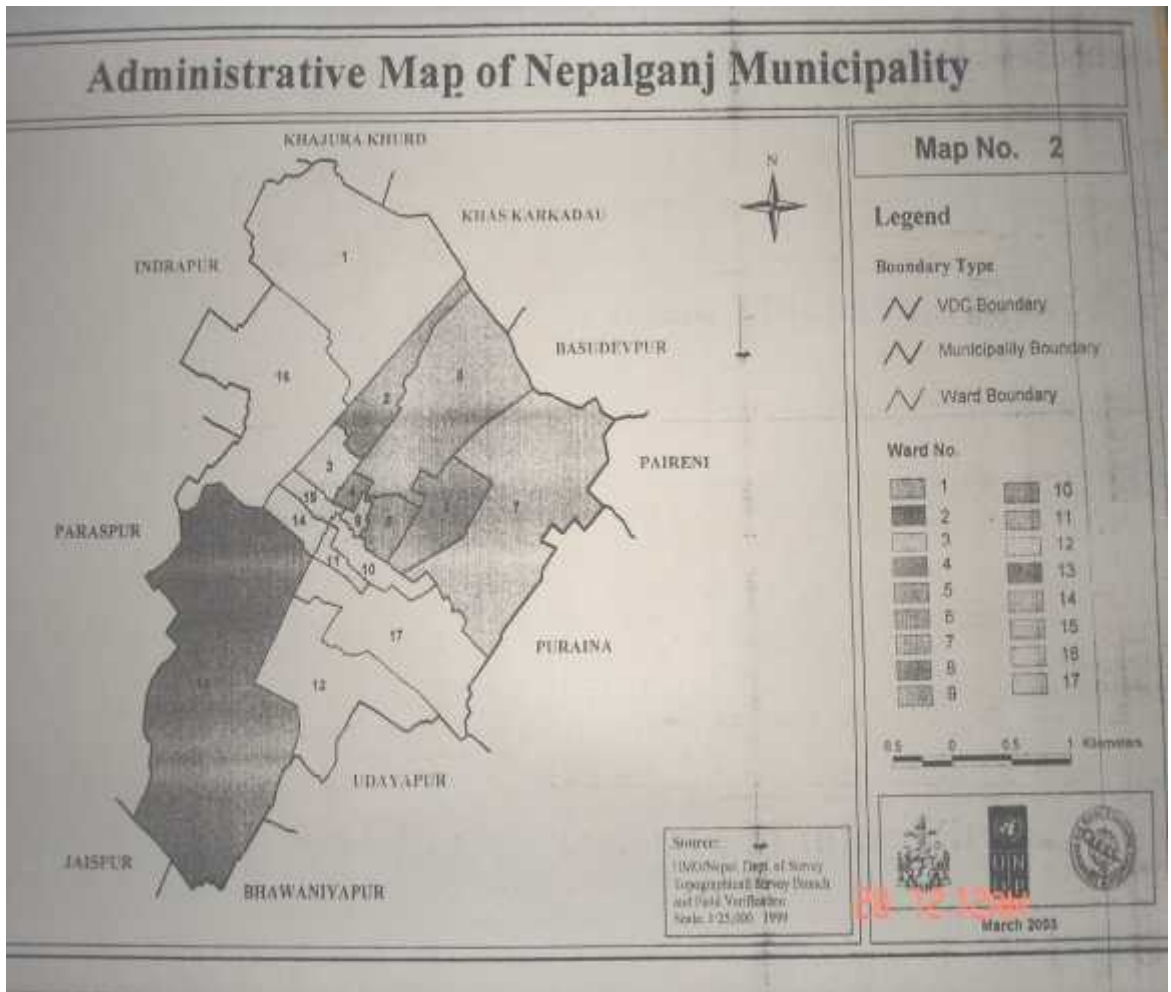 Administrative Map of Nepalganj Municipality
KHAJURA KHURD
KHAS KARKADAU
INDRAPUR
BASUDEVPUR
PAIRENI
PARASPUR
PURAINA
UDAYAPUR
JAISPUR
BHAWANIYAPUR
N
1
16
2
3
15
14
9
11
10
7
17
12
Map No. 2
Legend
Boundary Type
VDC Boundary
Municipality Boundary
Ward Boundary
Ward No.
1
2
3
4
5
6
7
8
9
10
11
12
13
14
15
16
17
0.5 0 0.5 1 Kilometers
Source:
Dept. of Survey
Topographical Survey Branch
and Field Verification
Scale 1:25,000 1999
UN
March 2003